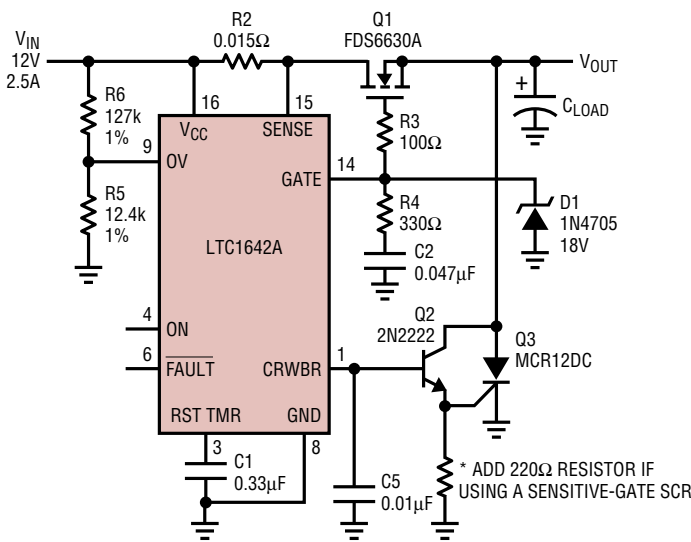 V_IN
12V
2.5A
R2
0.015Ω
Q1
FDS6630A
V_OUT
+
C_LOAD
R6
127k
1%
16
15
V_CC
SENSE
R3
100Ω
9
OV
14
GATE
R5
12.4k
1%
R4
330Ω
D1
1N4705
18V
LTC1642A
C2
0.047µF
4
ON
Q2
2N2222
Q3
MCR12DC
6
FAULT
CRWBR
1
RST TMR
GND
3
8
C1
0.33µF
C5
0.01µF
* ADD 220Ω RESISTOR IF
USING A SENSITIVE-GATE SCR